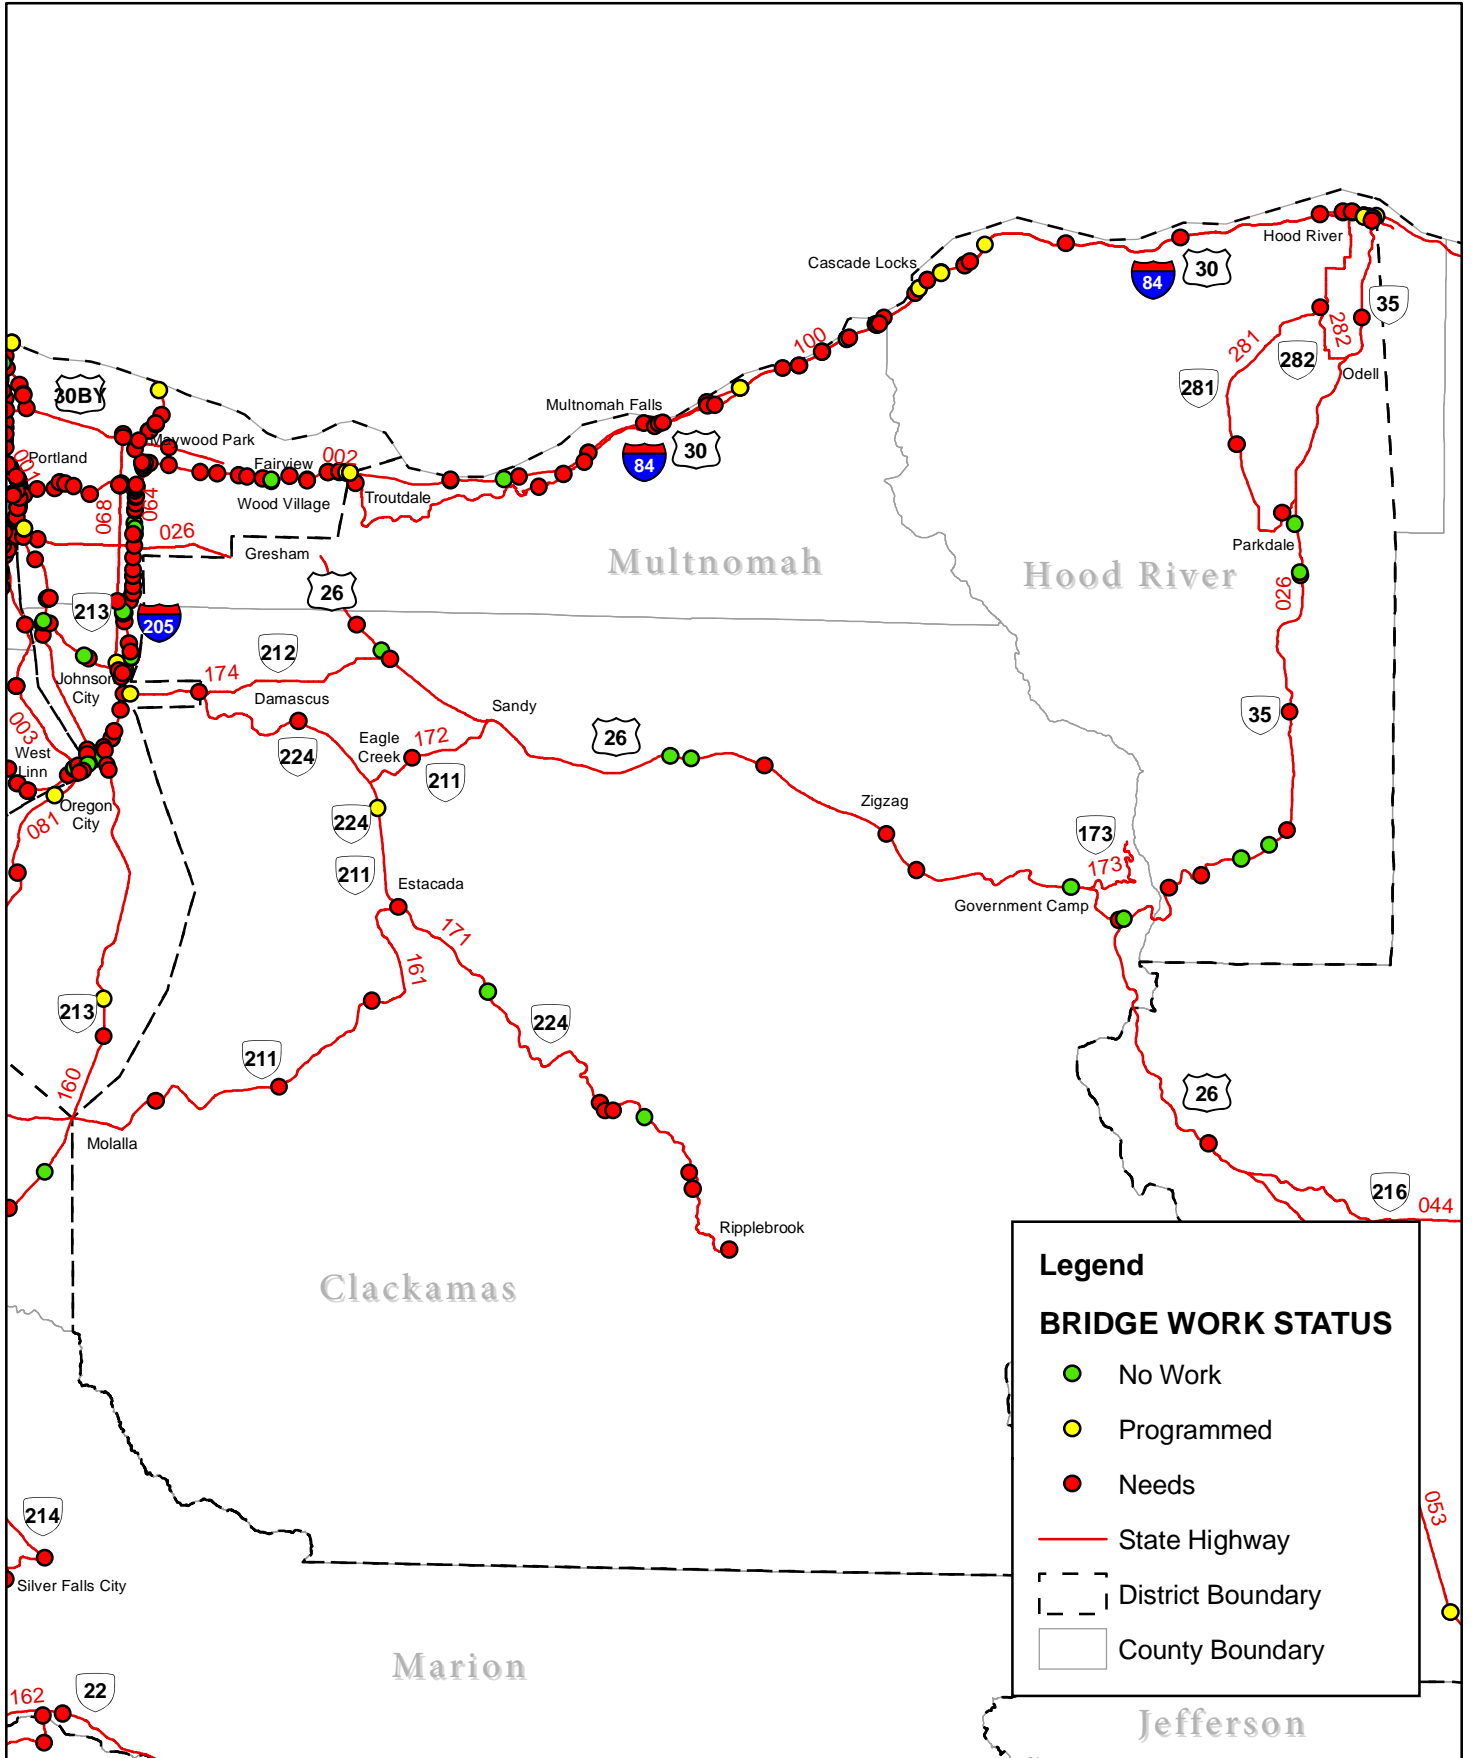 Hood River
30
84
Cascade Locks
35
100
281
282
282
281
Odell
30BY
Multnomah Falls
30
84
Maywood Park
Portland
001
Fairview
002
Wood Village
Troutdale
064
068
026
Gresham
Parkdale
Multnomah
Hood River
26
026
213
205
212
174
Johnson
City
Damascus
Sandy
35
003
West
Linn
Eagle
Creek
172
26
224
211
Oregon
City
081
224
Zigzag
173
173
211
Estacada
Government Camp
171
161
213
224
211
160
26
Molalla
216
044
Ripplebrook
Clackamas
Legend
BRIDGE WORK STATUS
No Work
Programmed
Needs
State Highway
District Boundary
County Boundary
053
214
Silver Falls City
Marion
162
22
Jefferson